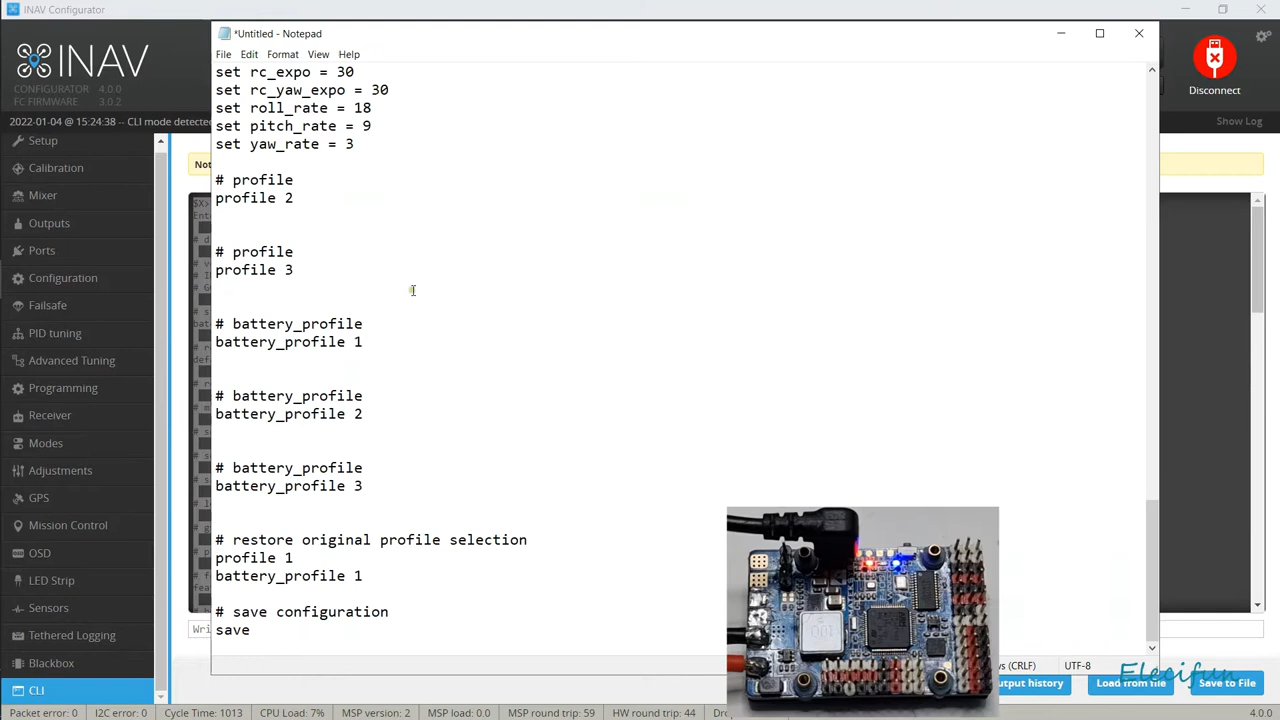 INAV Configurator
*Untitled - Notepad
File Edit Format View Help
INAV
CONFIGURATOR 4.0.0
FC FIRMWARE 3.0.2
Disconnect
2022-01-04 @ 15:24:38 -- CLI mode detected
Show Log
Setup
Calibration
Mixer
Outputs
Ports
Configuration
Failsafe
PID tuning
Advanced Tuning
Programming
Receiver
Modes
Adjustments
GPS
Mission Control
OSD
LED Strip
Sensors
Tethered Logging
Blackbox
CLI
set rc_expo = 30
set rc_yaw_expo = 30
set roll_rate = 18
set pitch_rate = 9
set yaw_rate = 3
# profile
profile 2
# profile
profile 3
# battery_profile
battery_profile 1
# battery_profile
battery_profile 2
# battery_profile
battery_profile 3
# restore original profile selection
profile 1
battery_profile 1
# save configuration
save
(CRLF) UTF-8
Elecifun
output history Load from file Save to File
Packet error: 0 I2C error: 0 Cycle Time: 1013 CPU Load: 7% MSP version: 2 MSP load: 0.0 MSP round trip: 59 HW round trip: 44 4.0.0